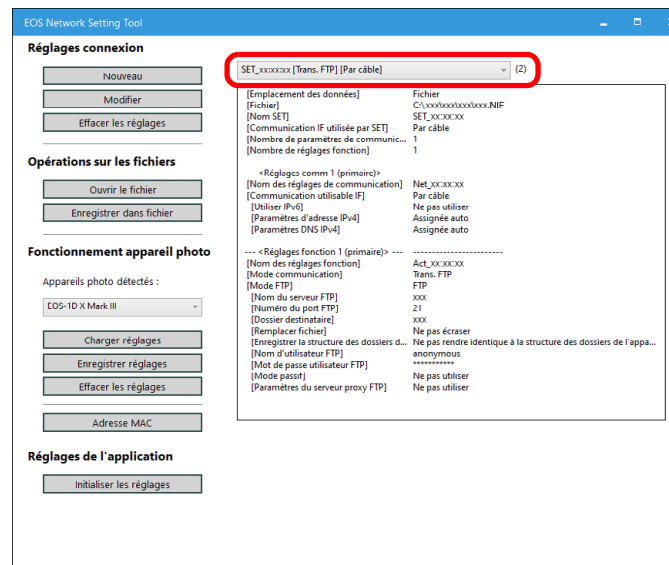 EOS Network Setting Tool
Réglages connexion
Nouveau
Modifier
Effacer les réglages
Opérations sur les fichiers
Ouvrir le fichier
Enregistrer dans fichier
Fonctionnement appareil photo
Appareils photo détectés :
EOS-1D X Mark III
Charger réglages
Enregistrer réglages
Effacer les réglages
Adresse MAC
Réglages de l'application
Initialiser les réglages
SET_xx:xx:xx [Trans. FTP] [Par câble] (2)
[Emplacement des données] Fichier
[Fichier] C:\xxx\xxx\xxx\xxx.NIF
[Nom SET] SET_xx:xx:xx
[Communication IF utilisée par SET] Par câble
[Nombre de paramètres de communic... 1
[Nombre de réglages fonction] 1
<Réglages comm 1 (primaire)>
[Nom des réglages de communication] Net_xx:xx:xx
[Communication utilisable IF] Par câble
[Utiliser IPv6] Ne pas utiliser
[Paramètres d'adresse IPv4] Assignée auto
[Paramètres DNS IPv4] Assignée auto
--- <Réglages fonction 1 (primaire)> --- ------------------------
[Nom des réglages fonction] Act_xx:xx:xx
[Mode communication] Trans. FTP
[Mode FTP] FTP
[Nom du serveur FTP] xxx
[Numéro du port FTP] 21
[Dossier destinataire] xxx
[Remplacer fichier] Ne pas écraser
[Enregistrer la structure des dossiers d... Ne pas rendre identique à la structure des dossiers de l'appa...
[Nom d'utilisateur FTP] anonymous
[Mot de passe utilisateur FTP] ***********
[Mode passif] Ne pas utiliser
[Paramètres du serveur proxy FTP] Ne pas utiliser